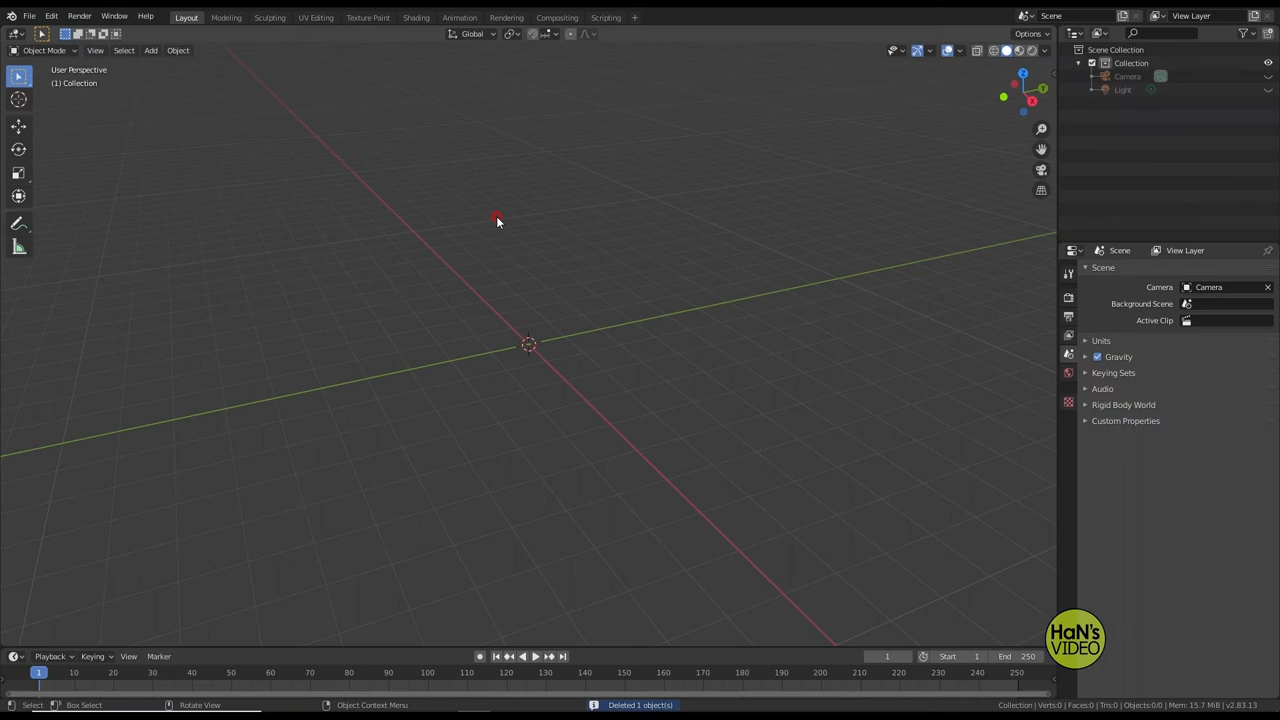 File Edit Render Window Help Layout Modeling Sculpting UV Editing Texture Paint Shading Animation Rendering Compositing Scripting + Scene View Layer
Global Options
Object Mode View Select Add Object
User Perspective
(1) Collection
Z
Y
X
Scene Collection
Collection
Camera
Light
Scene View Layer
Scene
Camera Camera
Background Scene
Active Clip
Units
Gravity
Keying Sets
Audio
Rigid Body World
Custom Properties
HaN's
VIDEO
Playback Keying View Marker 1 Start 1 End 250
1 10 20 30 40 50 60 70 80 90 100 110 120 130 140 150 160 170 180 190 200 210 220 230 240 250
Select Box Select Rotate View Object Context Menu Deleted 1 object(s) Collection | Verts:0 | Faces:0 | Tris:0 | Objects:0/0 | Mem: 15.7 MiB | v2.83.13